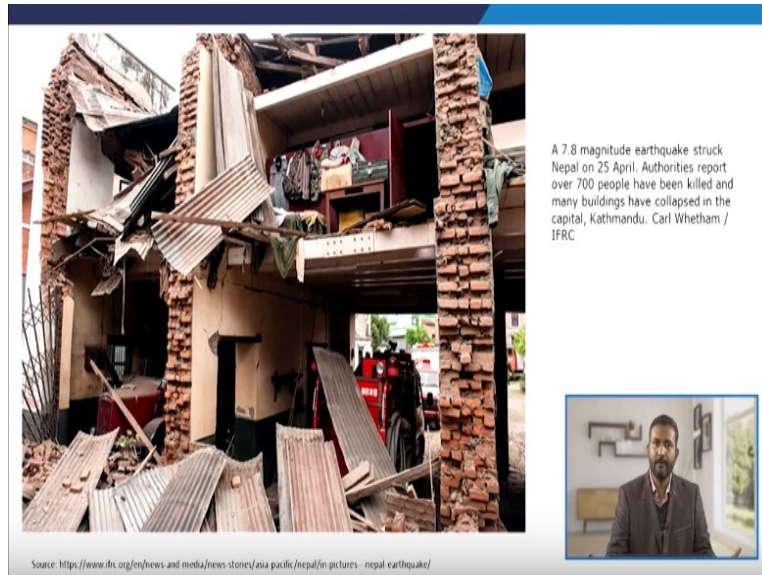 A 7.8 magnitude earthquake struck
Nepal on 25 April. Authorities report
over 700 people have been killed and
many buildings have collapsed in the
capital, Kathmandu. Carl Whetham /
IFRC
Source: https://www.ifrc.org/en/news-and-media/news-stories/asia-pacific/nepal/in-pictures---nepal-earthquake/